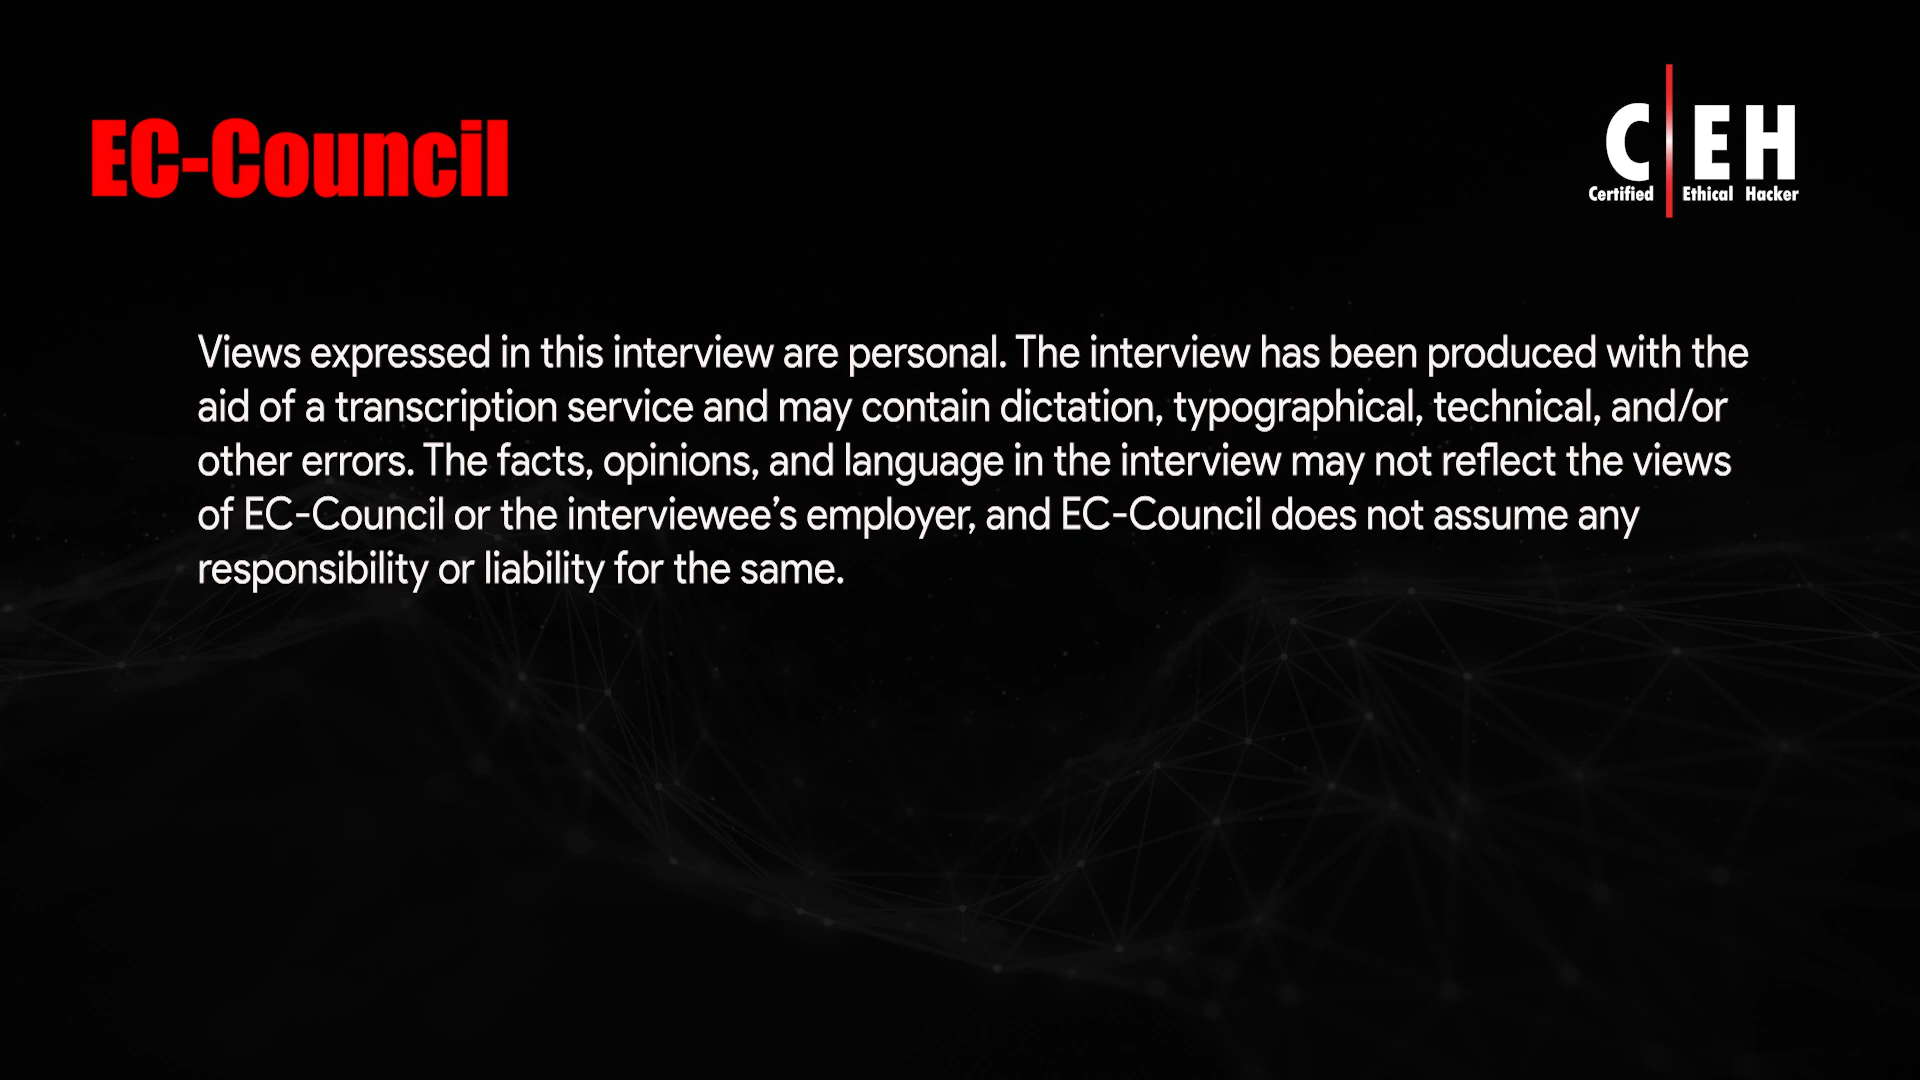 EC-Council
C EH
Certified Ethical Hacker
Views expressed in this interview are personal. The interview has been produced with the
aid of a transcription service and may contain dictation, typographical, technical, and/or
other errors. The facts, opinions, and language in the interview may not reflect the views
of EC-Council or the interviewee’s employer, and EC-Council does not assume any
responsibility or liability for the same.